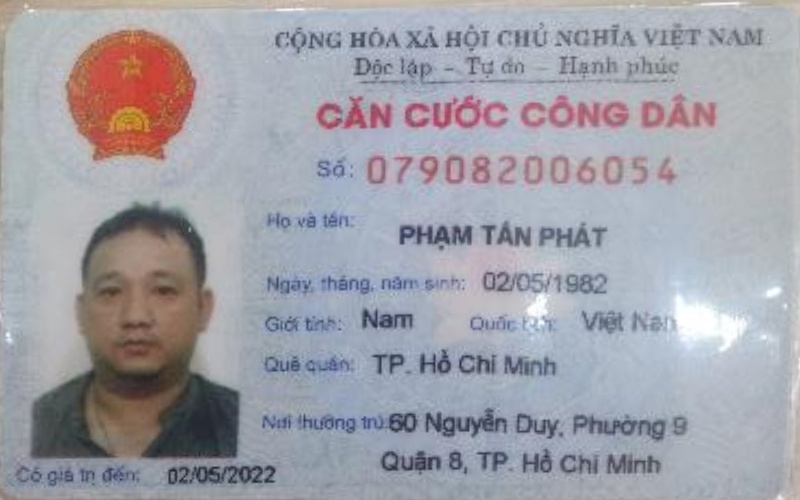 CỘNG HÒA XÃ HỘI CHỦ NGHĨA VIỆT NAM
Độc lập - Tự do - Hạnh phúc
CĂN CƯỚC CÔNG DÂN
Số: 079082006054
Họ và tên: PHẠM TẤN PHÁT
Ngày, tháng, năm sinh: 02/05/1982
Giới tính: Nam Quốc tịch: Việt Nam
Quê quán: TP. Hồ Chí Minh
Nơi thường trú: 60 Nguyễn Duy, Phường 9
Quận 8, TP. Hồ Chí Minh
Có giá trị đến: 02/05/2022